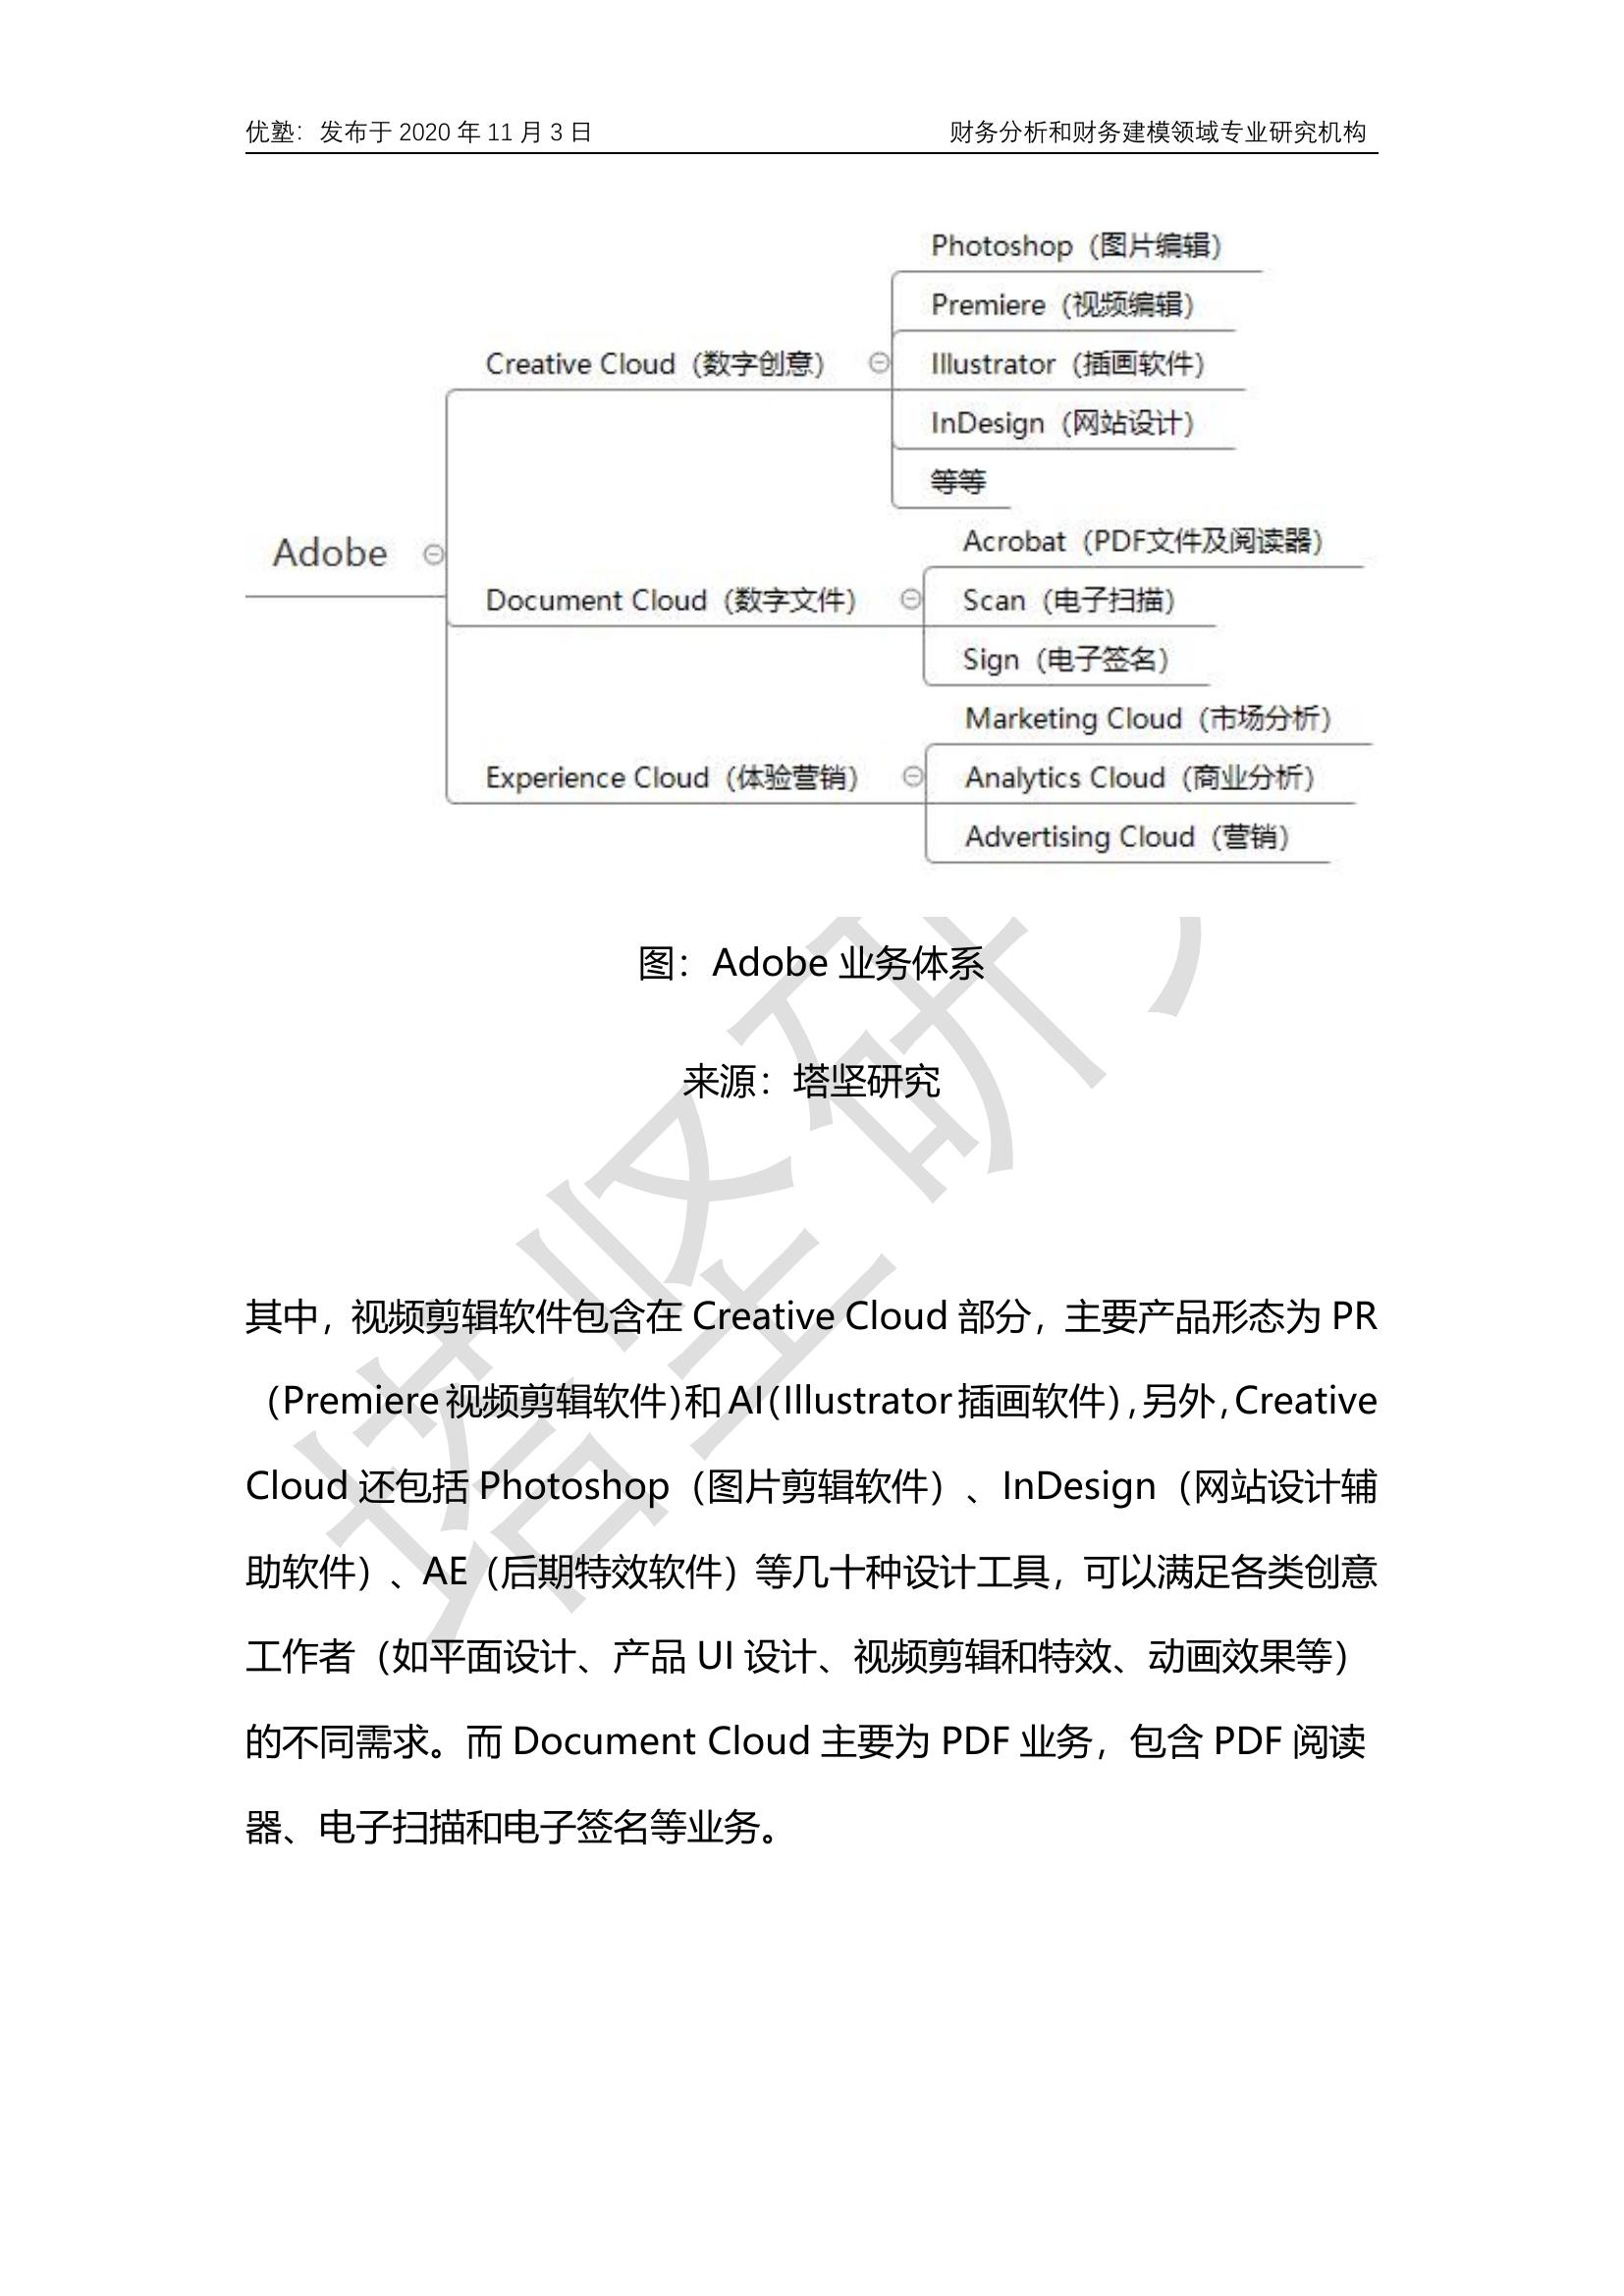 优塾：发布于 2020 年 11 月 3 日
财务分析和财务建模领域专业研究机构
Photoshop（图片编辑）
Premiere（视频编辑）
Creative Cloud（数字创意）
Illustrator（插画软件）
InDesign（网站设计）
等等
Adobe
Acrobat（PDF文件及阅读器）
Document Cloud（数字文件）
Scan（电子扫描）
Sign（电子签名）
Marketing Cloud（市场分析）
Experience Cloud（体验营销）
Analytics Cloud（商业分析）
Advertising Cloud（营销）
图：Adobe 业务体系
来源：塔坚研究
其中，视频剪辑软件包含在 Creative Cloud 部分，主要产品形态为 PR
（Premiere 视频剪辑软件）和 AI（Illustrator 插画软件），另外，Creative
Cloud 还包括 Photoshop（图片剪辑软件）、InDesign（网站设计辅
助软件）、AE（后期特效软件）等几十种设计工具，可以满足各类创意
工作者（如平面设计、产品 UI 设计、视频剪辑和特效、动画效果等）
的不同需求。而 Document Cloud 主要为 PDF 业务，包含 PDF 阅读
器、电子扫描和电子签名等业务。
塔坚研